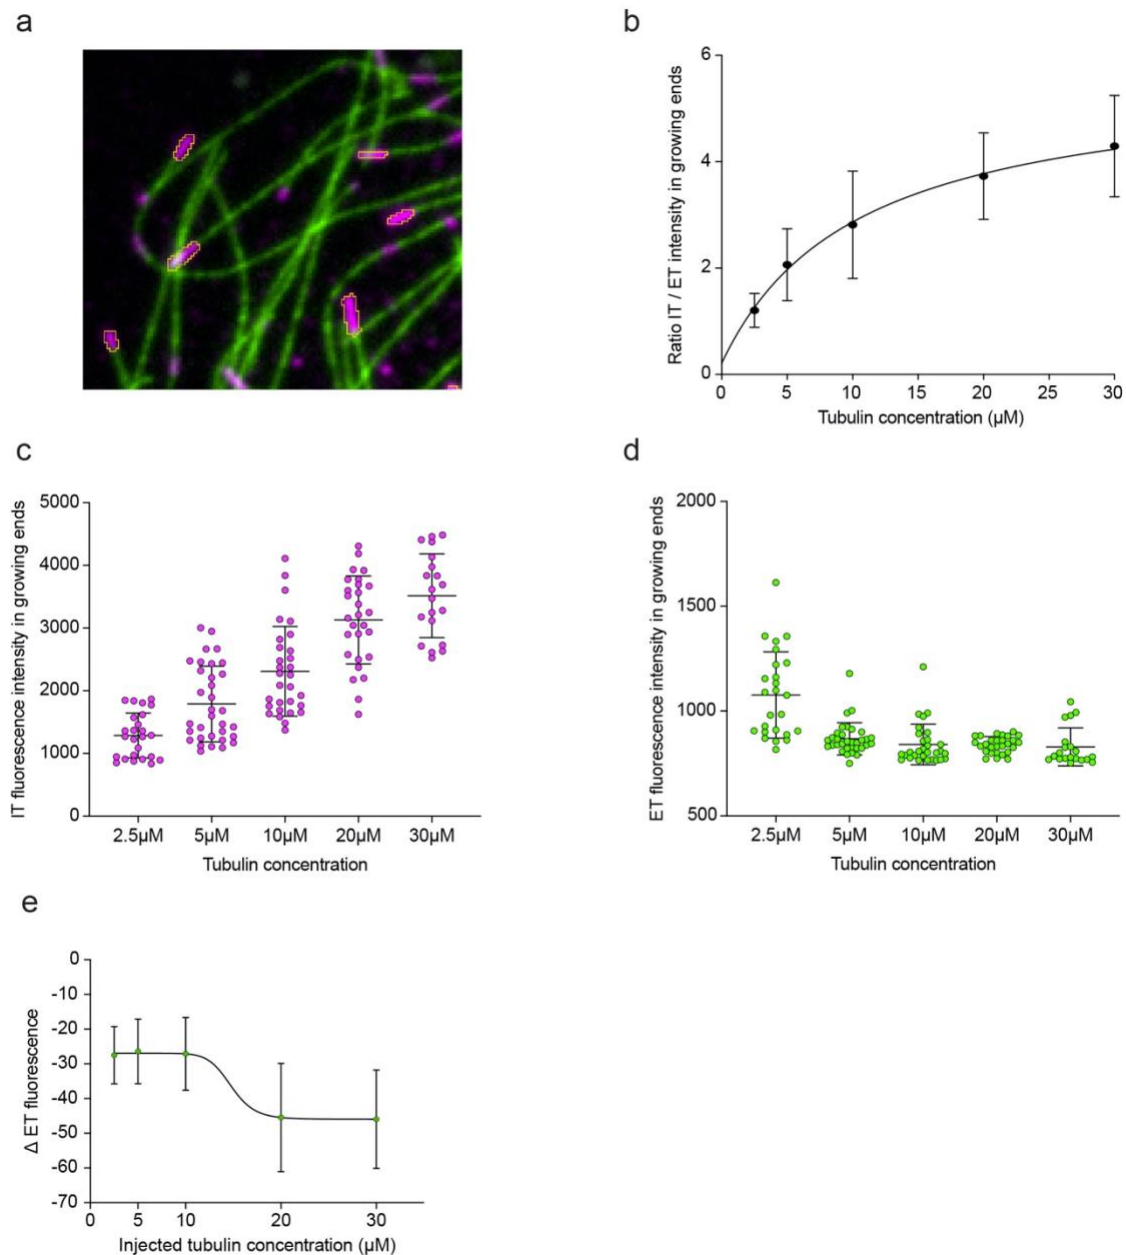 a
b
Ratio IT / ET intensity in growing ends
6
4
2
0
0 5 10 15 20 25 30
Tubulin concentration (µM)
c
IT fluorescence intensity in growing ends
5000
4000
3000
2000
1000
0
2.5µM 5µM 10µM 20µM 30µM
Tubulin concentration
d
ET fluorescence intensity in growing ends
2000
1500
1000
500
2.5µM 5µM 10µM 20µM 30µM
Tubulin concentration
e
Δ ET fluorescence
0
-10
-20
-30
-40
-50
-60
-70
0 5 10 20 30
Injected tubulin concentration (µM)